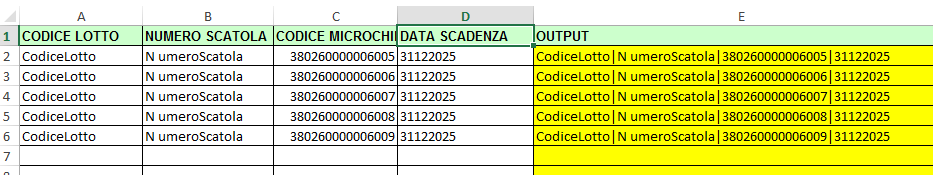 A B C D E
1 CODICE LOTTO NUMERO SCATOLA CODICE MICROCHI DATA SCADENZA OUTPUT
2 CodiceLotto N umeroScatola 380260000006005 31122025 CodiceLotto|N umeroScatola|380260000006005|31122025
3 CodiceLotto N umeroScatola 380260000006006 31122025 CodiceLotto|N umeroScatola|380260000006006|31122025
4 CodiceLotto N umeroScatola 380260000006007 31122025 CodiceLotto|N umeroScatola|380260000006007|31122025
5 CodiceLotto N umeroScatola 380260000006008 31122025 CodiceLotto|N umeroScatola|380260000006008|31122025
6 CodiceLotto N umeroScatola 380260000006009 31122025 CodiceLotto|N umeroScatola|380260000006009|31122025
7